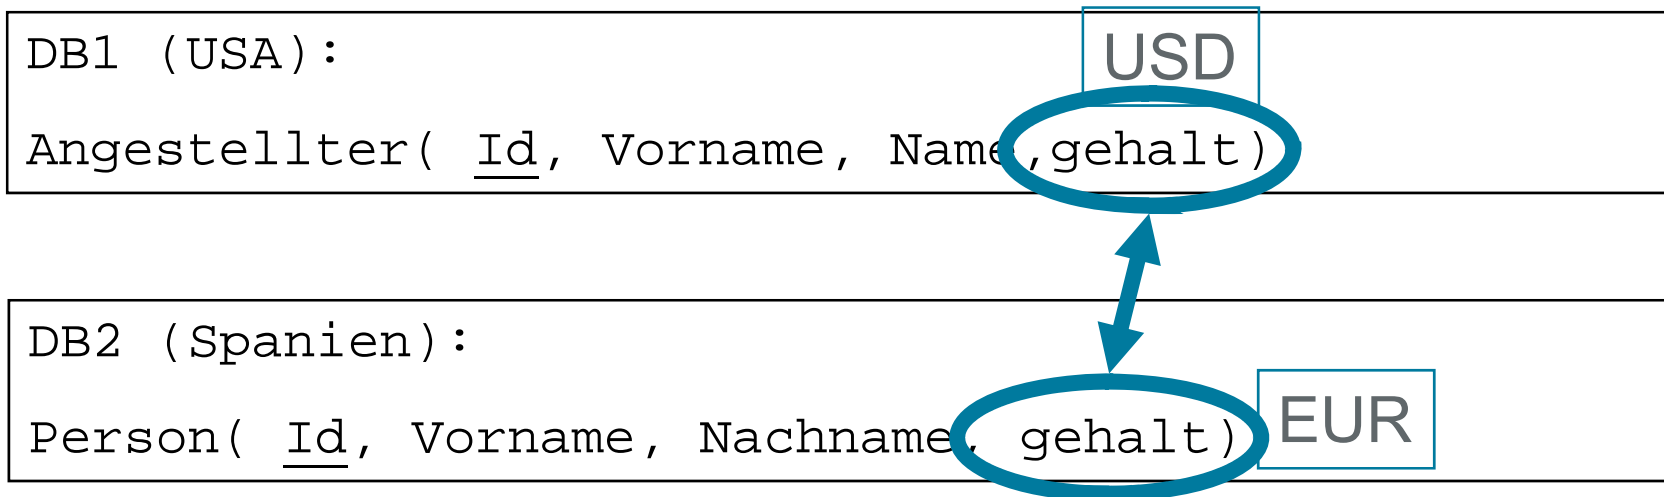 DB1 (USA):
USD
Angestellter( Id, Vorname, Name,gehalt)
DB2 (Spanien):
Person( Id, Vorname, Nachname, gehalt)
EUR